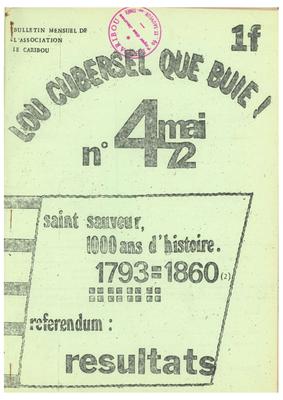 BULLETIN MENSUEL DE
L'ASSOCIATION
LE CARIBOU
CARIBOU
1f
LOU CUBERSEL QUE BUIE !
n° 4 mai
72
saint sauveur,
1000 ans d'histoire.
1793=1860 (2)
referendum :
resultats